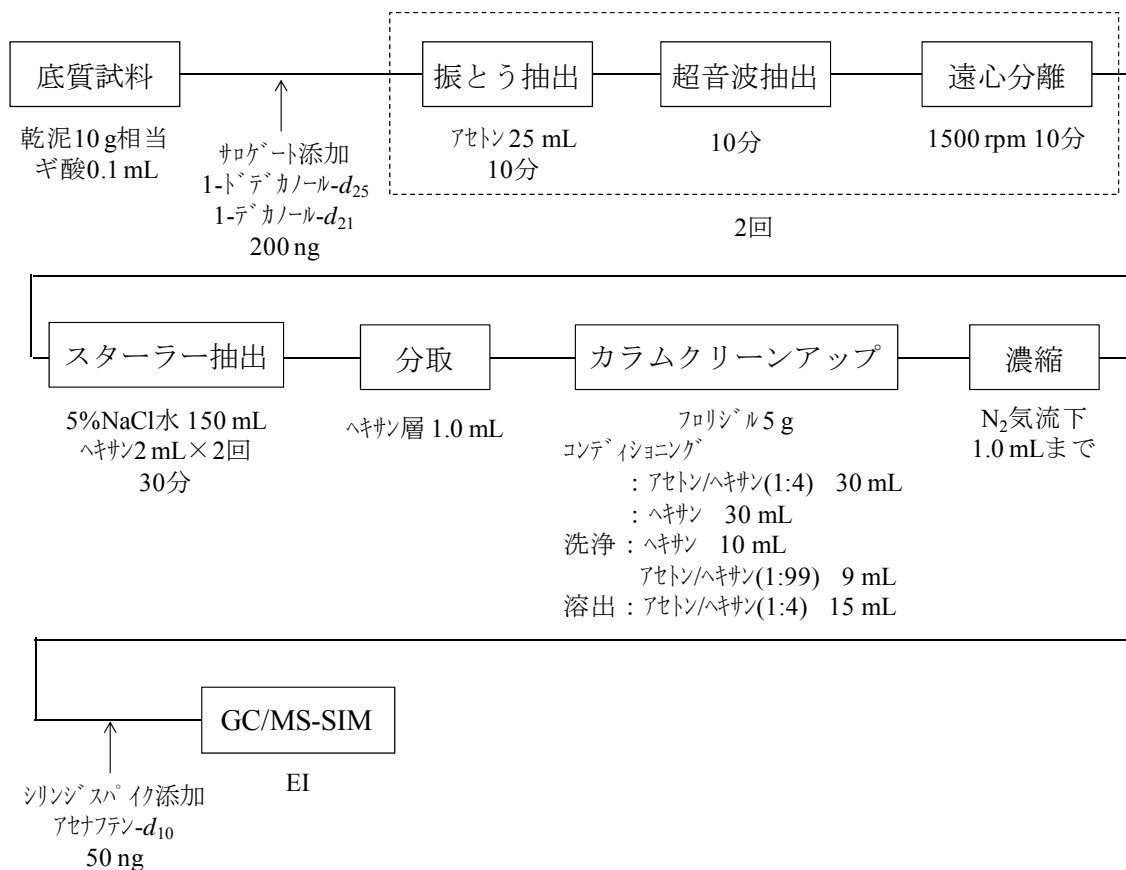 底質試料
乾泥10 g相当
ギ酸0.1 mL
ｻﾛｹﾞｰﾄ添加
1-ﾄﾞﾃﾞｶﾉｰﾙ-d25
1-ﾃﾞｶﾉｰﾙ-d21
200 ng
振とう抽出
ｱｾﾄﾝ 25 mL
10分
超音波抽出
10分
遠心分離
1500 rpm 10分
2回
スターラー抽出
5%NaCl水 150 mL
ﾍｷｻﾝ2 mL×2回
30分
分取
ﾍｷｻﾝ層 1.0 mL
カラムクリーンアップ
ﾌﾛﾘｼﾞﾙ 5 g
ｺﾝﾃﾞｨｼｮﾆﾝｸﾞ
：ｱｾﾄﾝ/ﾍｷｻﾝ(1:4) 30 mL
：ﾍｷｻﾝ 30 mL
洗浄：ﾍｷｻﾝ 10 mL
ｱｾﾄﾝ/ﾍｷｻﾝ(1:99) 9 mL
溶出：ｱｾﾄﾝ/ﾍｷｻﾝ(1:4) 15 mL
濃縮
N2気流下
1.0 mLまで
ｼﾘﾝｼﾞｽﾊﾟｲｸ添加
ｱｾﾅﾌﾃﾝ-d10
50 ng
GC/MS-SIM
EI